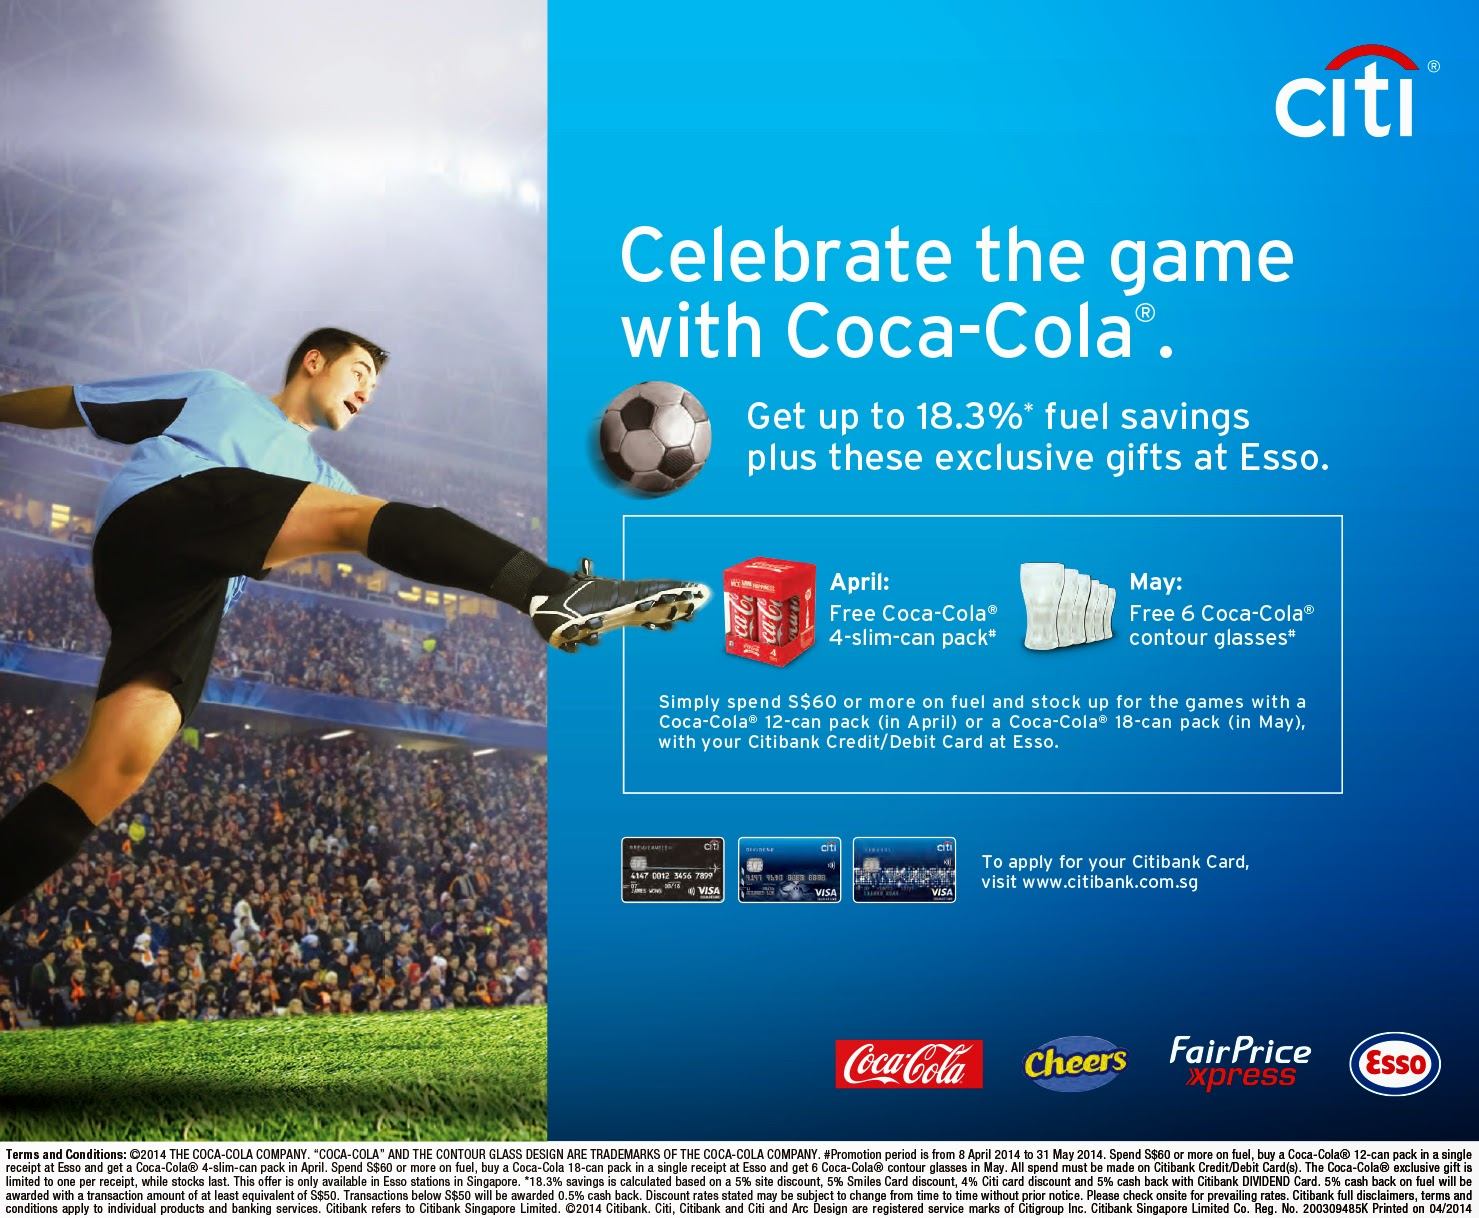 citi®
Celebrate the game
with Coca-Cola®.
Get up to 18.3%* fuel savings
plus these exclusive gifts at Esso.
April:
Free Coca-Cola®
4-slim-can pack#
May:
Free 6 Coca-Cola®
contour glasses#
Simply spend S$60 or more on fuel and stock up for the games with a
Coca-Cola® 12-can pack (in April) or a Coca-Cola® 18-can pack (in May),
with your Citibank Credit/Debit Card at Esso.
citi
4147 0012 3456 7899
JAMES WONG
VISA
DIVIDEND
citi
VISA
citi
VISA
To apply for your Citibank Card,
visit www.citibank.com.sg
Coca-Cola
Cheers
FairPrice
xpress
Esso
Terms and Conditions: ©2014 THE COCA-COLA COMPANY. “COCA-COLA” AND THE CONTOUR GLASS DESIGN ARE TRADEMARKS OF THE COCA-COLA COMPANY. #Promotion period is from 8 April 2014 to 31 May 2014. Spend S$60 or more on fuel, buy a Coca-Cola® 12-can pack in a single
receipt at Esso and get a Coca-Cola® 4-slim-can pack in April. Spend S$60 or more on fuel, buy a Coca-Cola 18-can pack in a single receipt at Esso and get 6 Coca-Cola® contour glasses in May. All spend must be made on Citibank Credit/Debit Card(s). The Coca-Cola® exclusive gift is
limited to one per receipt, while stocks last. This offer is only available in Esso stations in Singapore. *18.3% savings is calculated based on a 5% site discount, 5% Smiles Card discount, 4% Citi card discount and 5% cash back with Citibank DIVIDEND Card. 5% cash back on fuel will be
awarded with a transaction amount of at least equivalent of S$50. Transactions below S$50 will be awarded 0.5% cash back. Discount rates stated may be subject to change from time to time without prior notice. Please check onsite for prevailing rates. Citibank full disclaimers, terms and
conditions apply to individual products and banking services. Citibank refers to Citibank Singapore Limited. ©2014 Citibank. Citi, Citibank and Citi and Arc Design are registered service marks of Citigroup Inc. Citibank Singapore Limited Co. Reg. No. 200309485K Printed on 04/2014